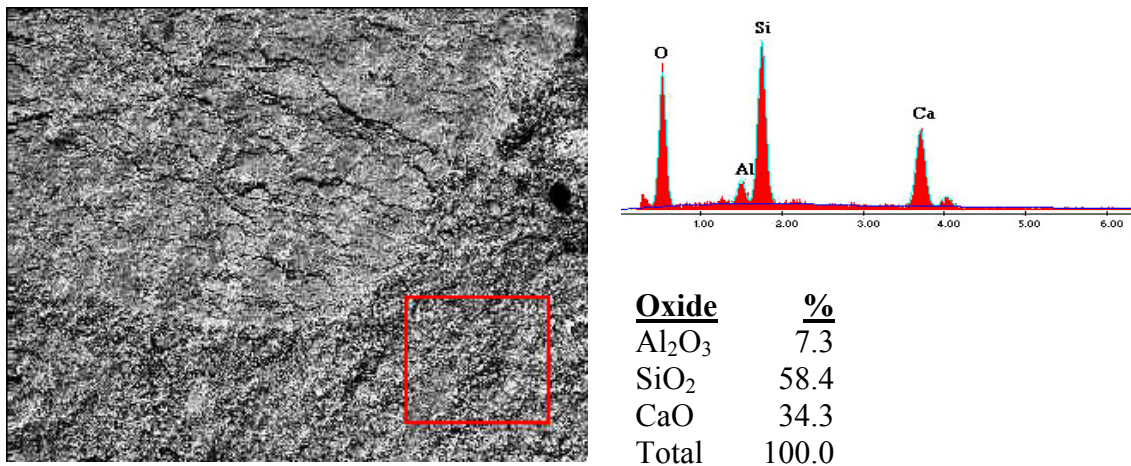 Si
O
Ca
Al
1.00 2.00 3.00 4.00 5.00 6.00
Oxide %
Al₂O₃ 7.3
SiO₂ 58.4
CaO 34.3
Total 100.0